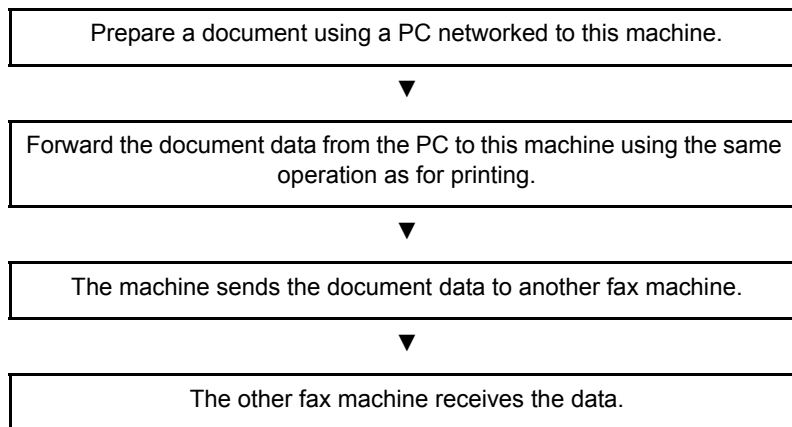 Prepare a document using a PC networked to this machine.
▼
Forward the document data from the PC to this machine using the same
operation as for printing.
▼
The machine sends the document data to another fax machine.
▼
The other fax machine receives the data.